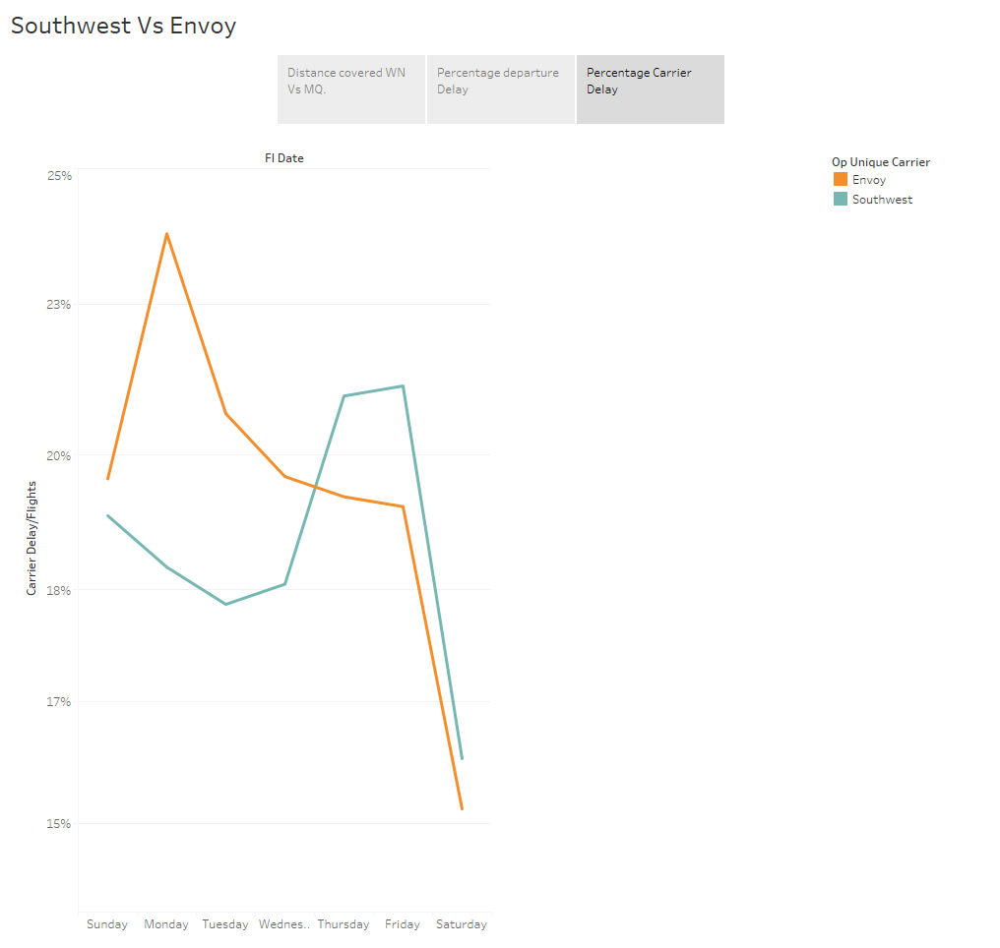 Southwest Vs Envoy
Distance covered WN
Vs MQ.
Percentage departure
Delay
Percentage Carrier
Delay
Fl Date
Op Unique Carrier
Envoy
Southwest
25%
23%
20%
18%
17%
15%
Carrier Delay/Flights
Sunday Monday Tuesday Wednes.. Thursday Friday Saturday